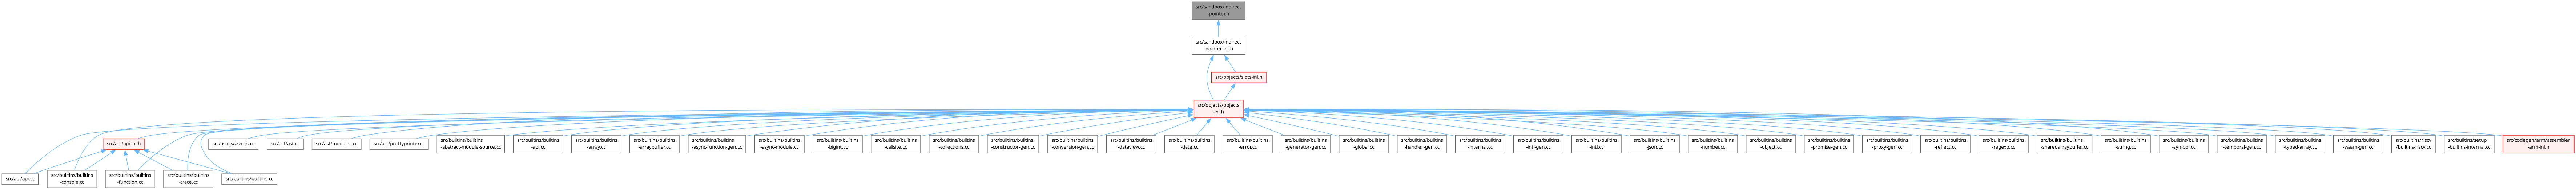 src/sandbox/indirect
-pointer.h
src/sandbox/indirect
-pointer-inl.h
src/objects/slots-inl.h
src/objects/objects
-inl.h
src/api/api-inl.h
src/asmjs/asm-js.cc
src/ast/ast.cc
src/ast/modules.cc
src/ast/prettyprinter.cc
src/builtins/builtins
-abstract-module-source.cc
src/builtins/builtins
-api.cc
src/builtins/builtins
-array.cc
src/builtins/builtins
-arraybuffer.cc
src/builtins/builtins
-async-function-gen.cc
src/builtins/builtins
-async-module.cc
src/builtins/builtins
-bigint.cc
src/builtins/builtins
-callsite.cc
src/builtins/builtins
-collections.cc
src/builtins/builtins
-constructor-gen.cc
src/builtins/builtins
-conversion-gen.cc
src/builtins/builtins
-dataview.cc
src/builtins/builtins
-date.cc
src/builtins/builtins
-error.cc
src/builtins/builtins
-generator-gen.cc
src/builtins/builtins
-global.cc
src/builtins/builtins
-handler-gen.cc
src/builtins/builtins
-internal.cc
src/builtins/builtins
-intl-gen.cc
src/builtins/builtins
-intl.cc
src/builtins/builtins
-json.cc
src/builtins/builtins
-number.cc
src/builtins/builtins
-object.cc
src/builtins/builtins
-promise-gen.cc
src/builtins/builtins
-proxy-gen.cc
src/builtins/builtins
-reflect.cc
src/builtins/builtins
-regexp.cc
src/builtins/builtins
-sharedarraybuffer.cc
src/builtins/builtins
-string.cc
src/builtins/builtins
-symbol.cc
src/builtins/builtins
-temporal-gen.cc
src/builtins/builtins
-typed-array.cc
src/builtins/builtins
-wasm-gen.cc
src/builtins/riscv
/builtins-riscv.cc
src/builtins/setup
-builtins-internal.cc
src/codegen/arm/assembler
-arm-inl.h
src/api/api.cc
src/builtins/builtins
-console.cc
src/builtins/builtins
-function.cc
src/builtins/builtins
-trace.cc
src/builtins/builtins.cc